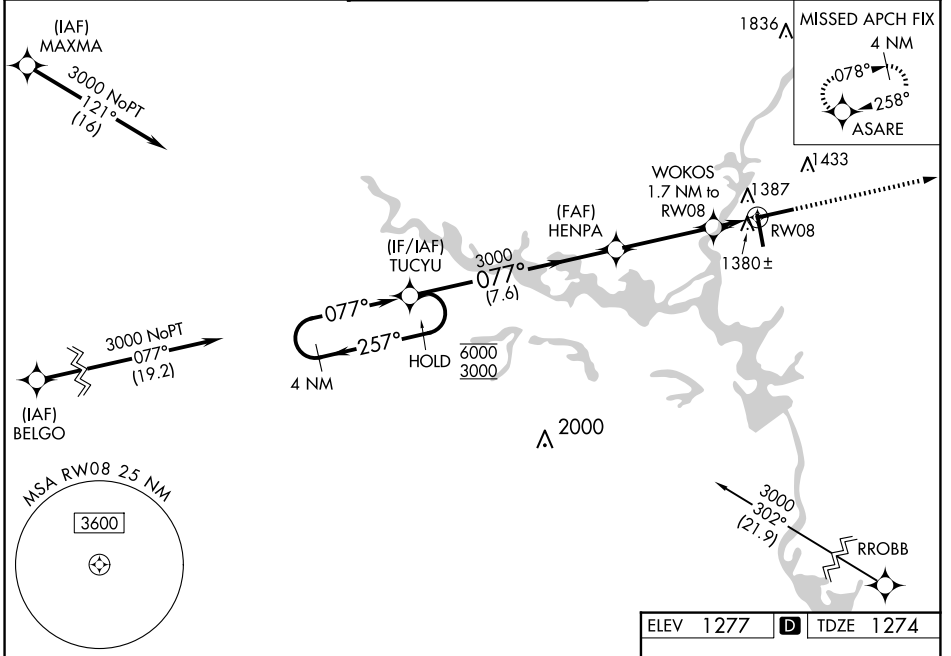 (IAF)
MAXMA
3000 NoPT
121°
(16)
1836
MISSED APCH FIX
4 NM
078°
258°
ASARE
1433
WOKOS
1.7 NM to
RW08
1387
RW08
1380±
(FAF)
HENPA
(IF/IAF)
TUCYU
3000
077°
(7.6)
077°
257°
HOLD
6000
3000
4 NM
3000 NoPT
077°
(19.2)
(IAF)
BELGO
2000
MSA RW08 25 NM
3600
3000
302°
(21.9)
RROBB
ELEV 1277 D TDZE 1274